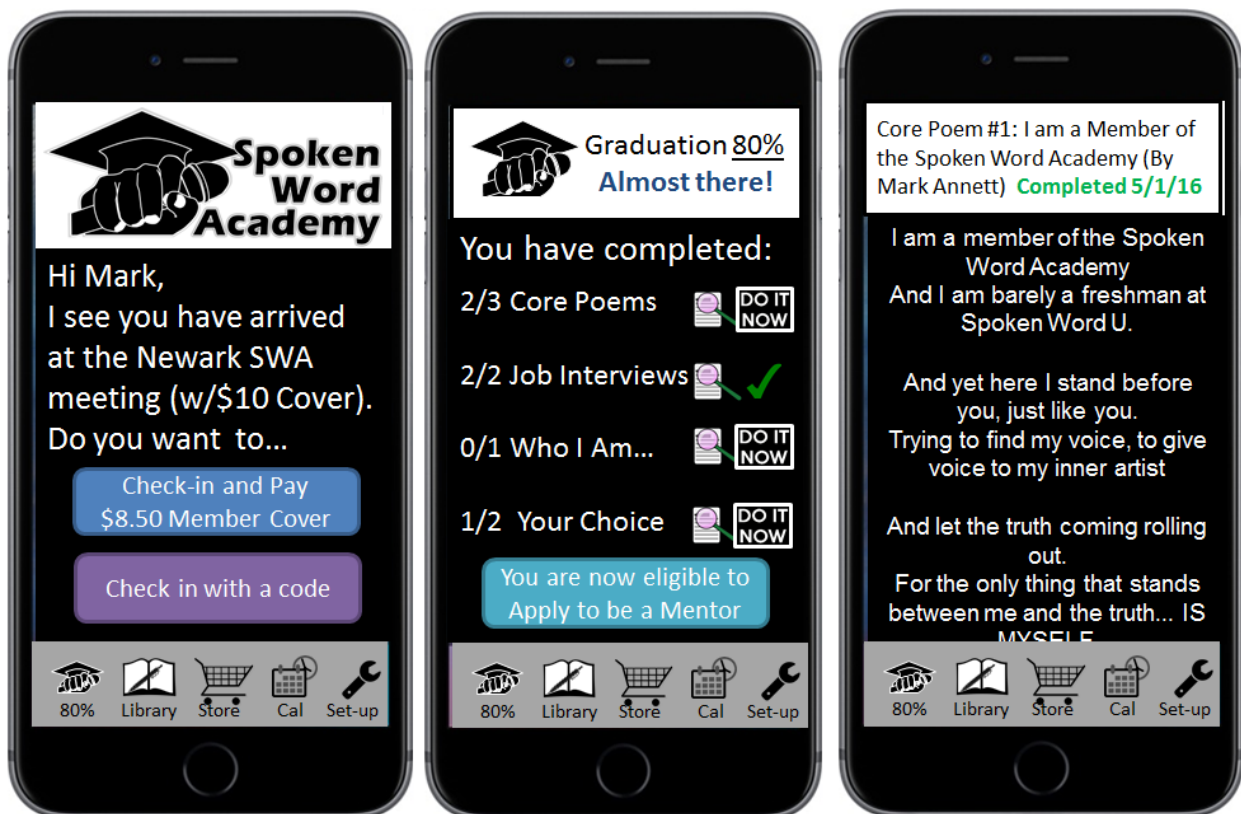 Spoken
Word
Academy
Hi Mark,
I see you have arrived
at the Newark SWA
meeting (w/$10 Cover).
Do you want to...
Check-in and Pay
$8.50 Member Cover
Check in with a code
80%
Library
Store
Cal
Set-up
Graduation 80%
Almost there!
You have completed:
2/3 Core Poems
DO IT
NOW
2/2 Job Interviews
0/1 Who I Am...
DO IT
NOW
1/2 Your Choice
DO IT
NOW
You are now eligible to
Apply to be a Mentor
80%
Library
Store
Cal
Set-up
Core Poem #1: I am a Member of
the Spoken Word Academy (By
Mark Annett) Completed 5/1/16
I am a member of the Spoken
Word Academy
And I am barely a freshman at
Spoken Word U.
And yet here I stand before
you, just like you.
Trying to find my voice, to give
voice to my inner artist
And let the truth coming rolling
out.
For the only thing that stands
between me and the truth... IS
MYSELF
80%
Library
Store
Cal
Set-up